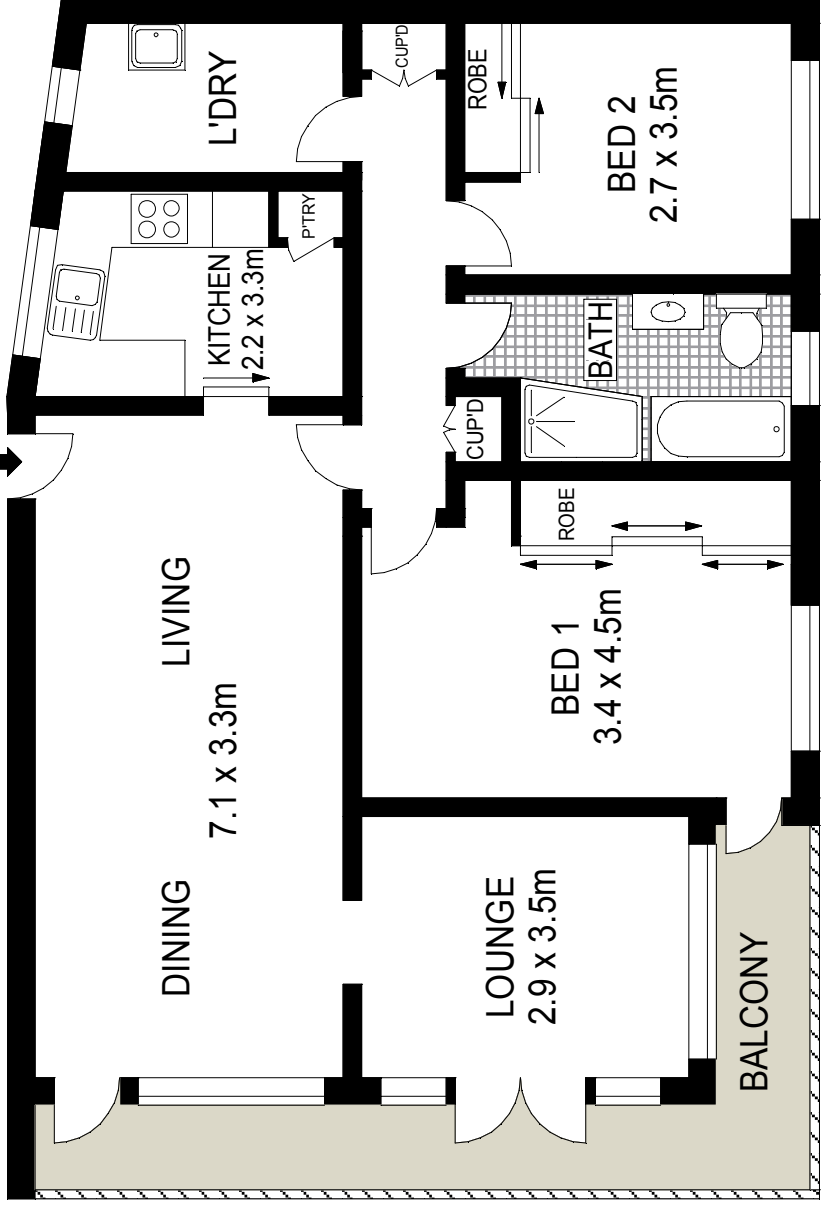 L'DRY
CUP'D
ROBE
BED 2
2.7 x 3.5m
P'TRY
KITCHEN
2.2 x 3.3m
BATH
CUP'D
ROBE
LIVING
7.1 x 3.3m
DINING
BED 1
3.4 x 4.5m
LOUNGE
2.9 x 3.5m
BALCONY